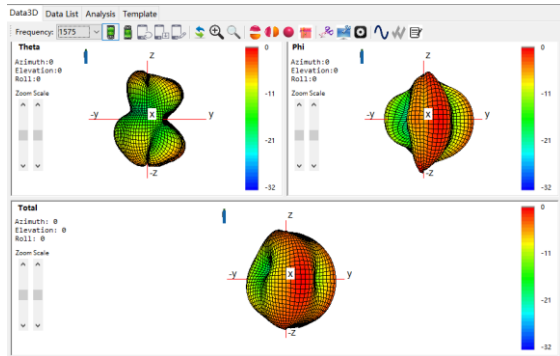 Data3D Data List Analysis Template
Frequency: 1575
Theta
Azimuth:0
Elevation:0
Roll:0
Zoom Scale
z
-y
x
y
-z
0
-11
-21
-32
Phi
Azimuth:0
Elevation:0
Roll:0
Zoom Scale
z
-y
x
y
-z
0
-11
-21
-32
Total
Azimuth: 0
Elevation: 0
Roll: 0
Zoom Scale
z
-y
x
y
-z
0
-11
-21
-32